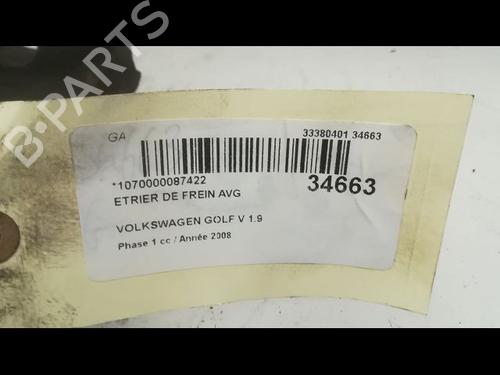 GA
33380401 34663
*1070000087422
34663
ETRIER DE FREIN AVG
VOLKSWAGEN GOLF V 1.9
Phase 1 cc / Année 2008
B-PARTS